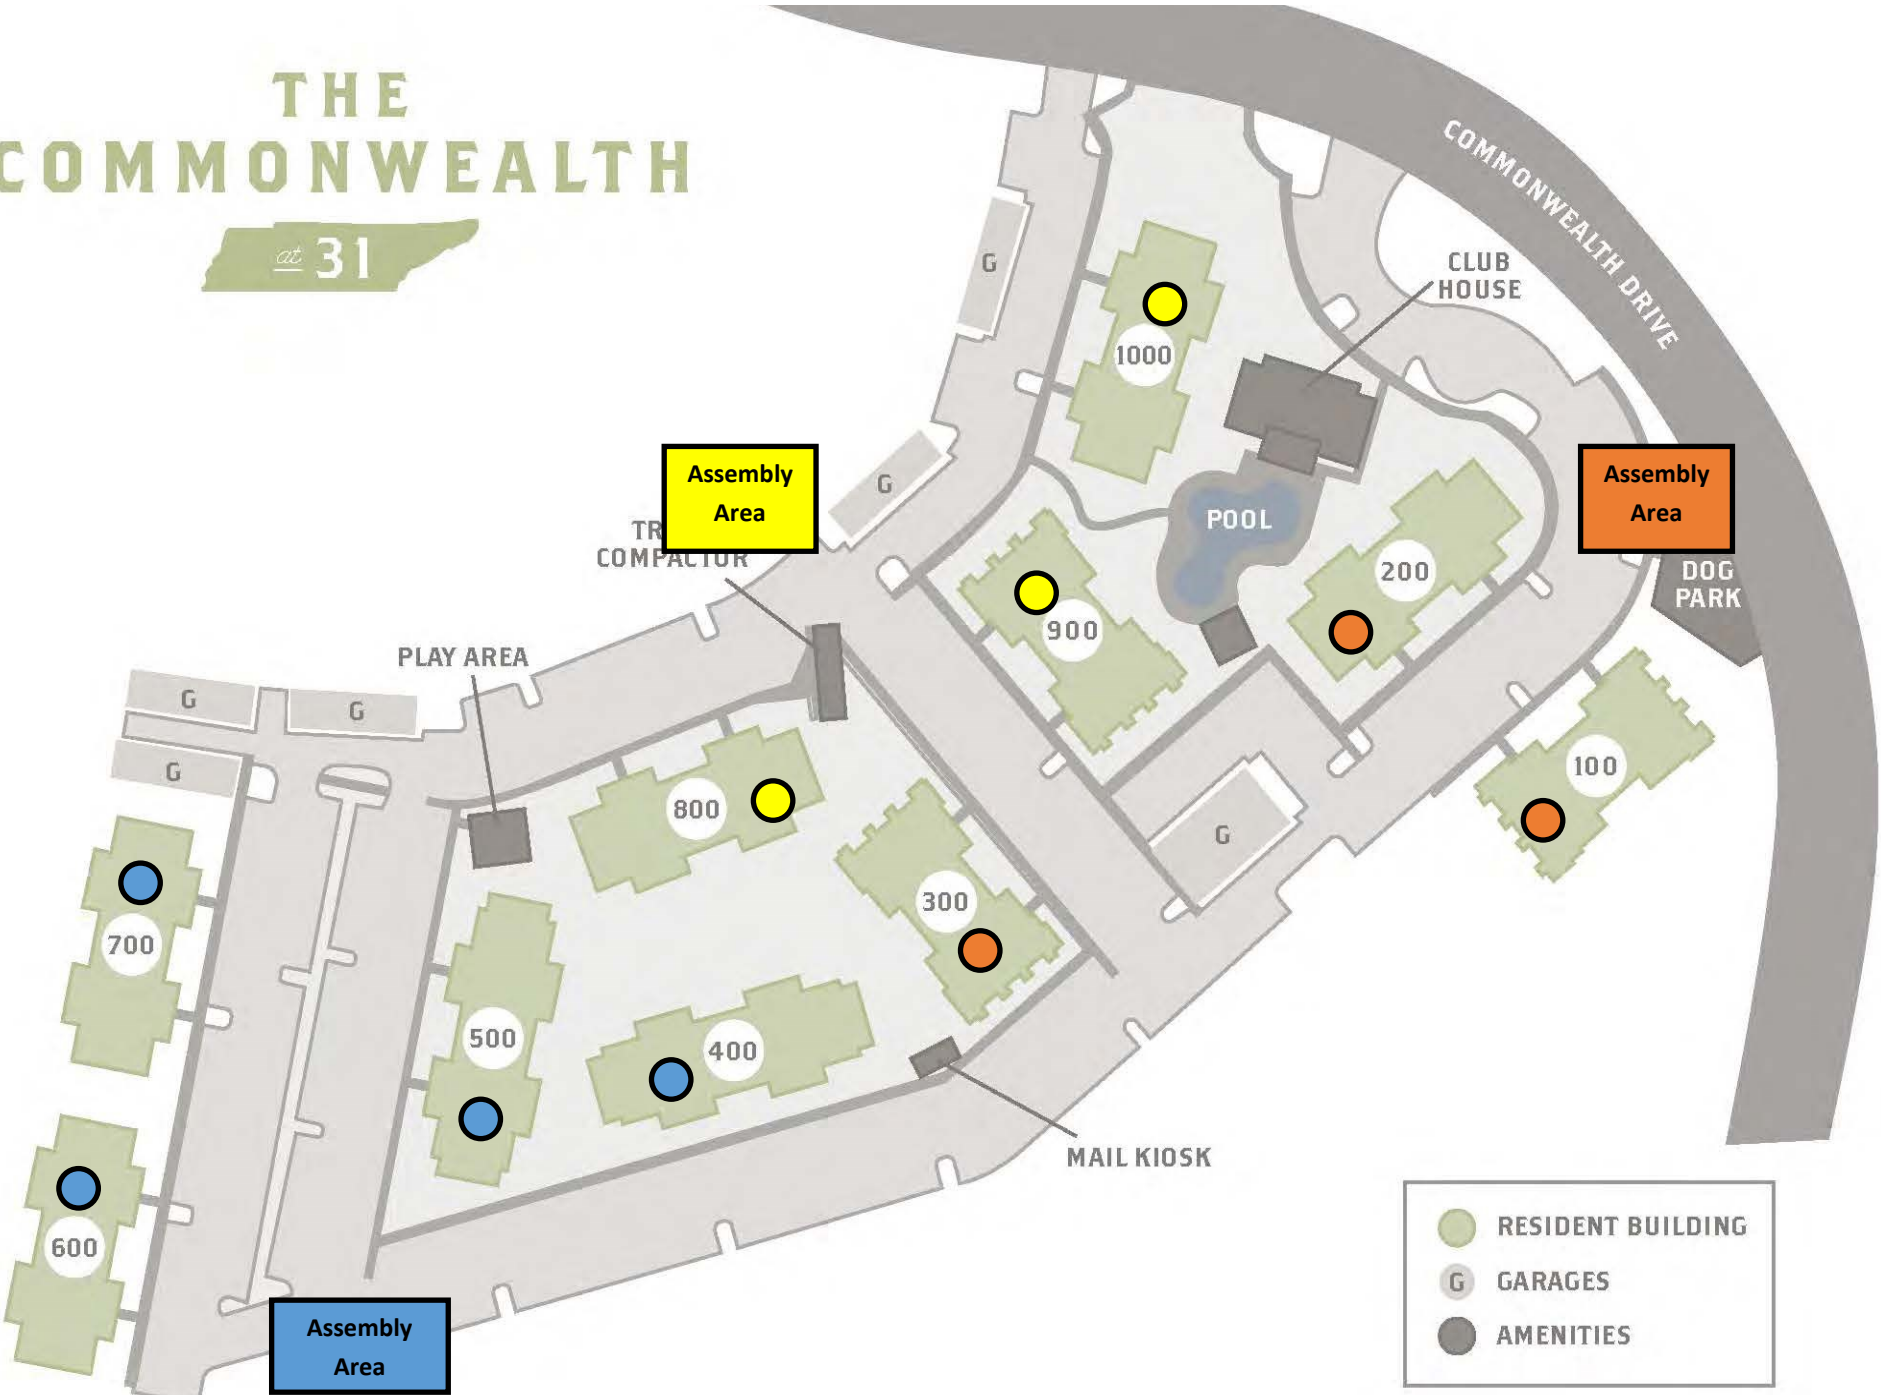 THE
COMMONWEALTH
at 31
COMMONWEALTH DRIVE
CLUB
HOUSE
G
1000
Assembly
Area
G
COMPACTOR
POOL
200
Assembly
Area
DOG
PARK
900
PLAY AREA
G
G
G
800
100
G
300
700
500
400
MAIL KIOSK
600
Assembly
Area
RESIDENT BUILDING
G GARAGES
AMENITIES